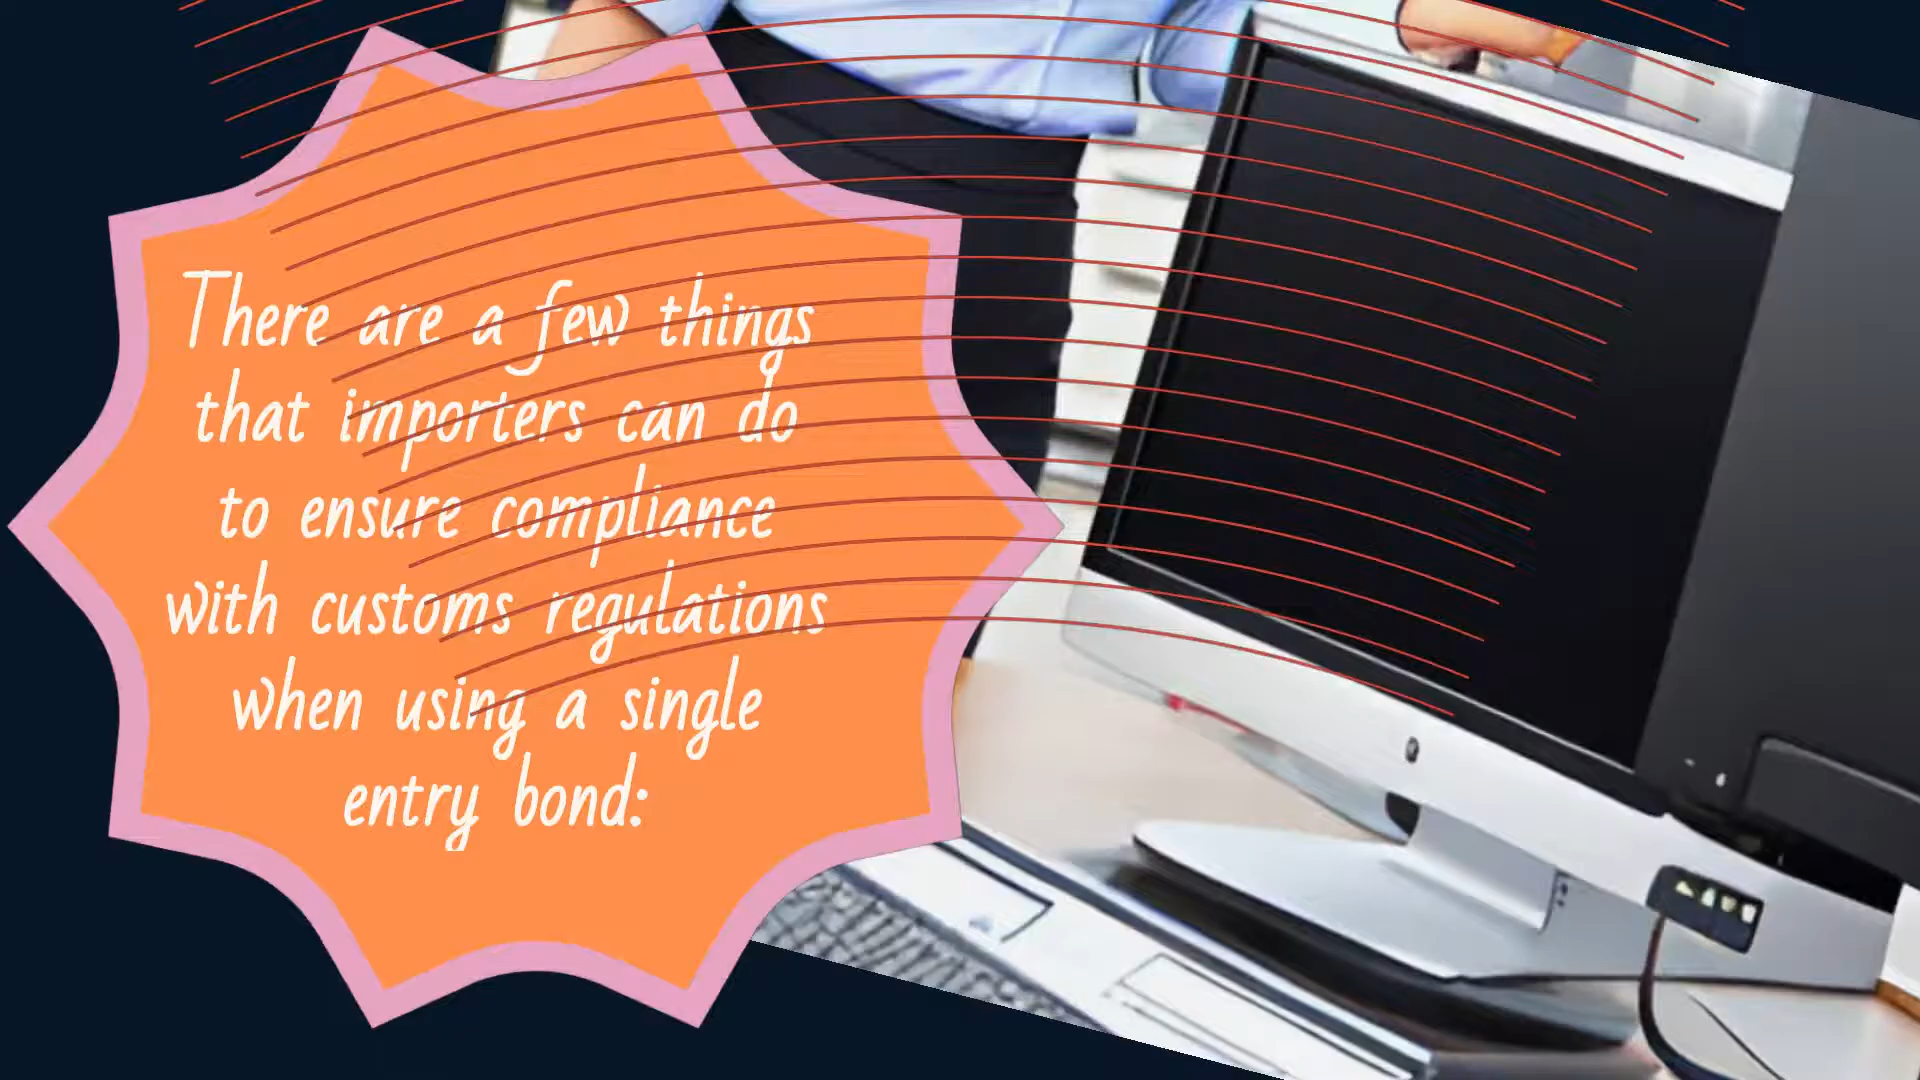 There are a few things
that importers can do
to ensure compliance
with customs regulations
when using a single
entry bond: